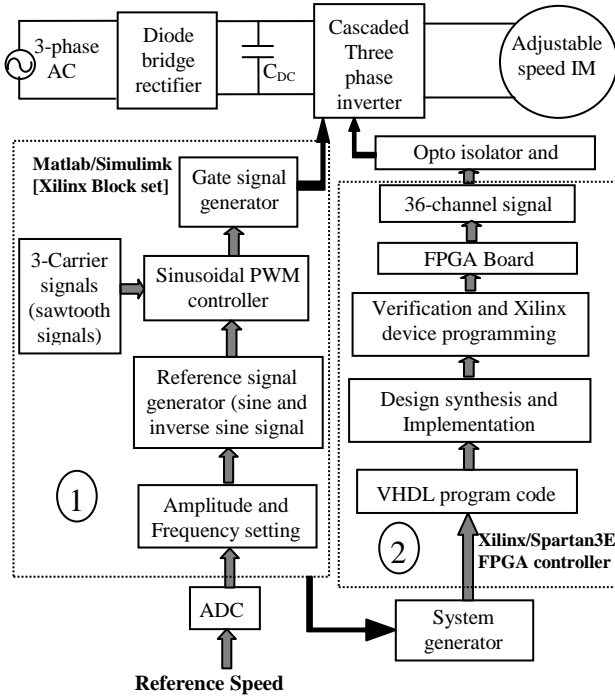 3-phase
AC
Diode
bridge
rectifier
C_DC
Cascaded
Three
phase
inverter
Adjustable
speed IM
Matlab/Simulimk
[Xilinx Block set]
Gate signal
generator
3-Carrier
signals
(sawtooth
signals)
Sinusoidal PWM
controller
Reference signal
generator (sine and
inverse sine signal
1
Amplitude and
Frequency setting
ADC
Reference Speed
Opto isolator and
36-channel signal
FPGA Board
Verification and Xilinx
device programming
Design synthesis and
Implementation
VHDL program code
2
Xilinx/Spartan3E
FPGA controller
System
generator